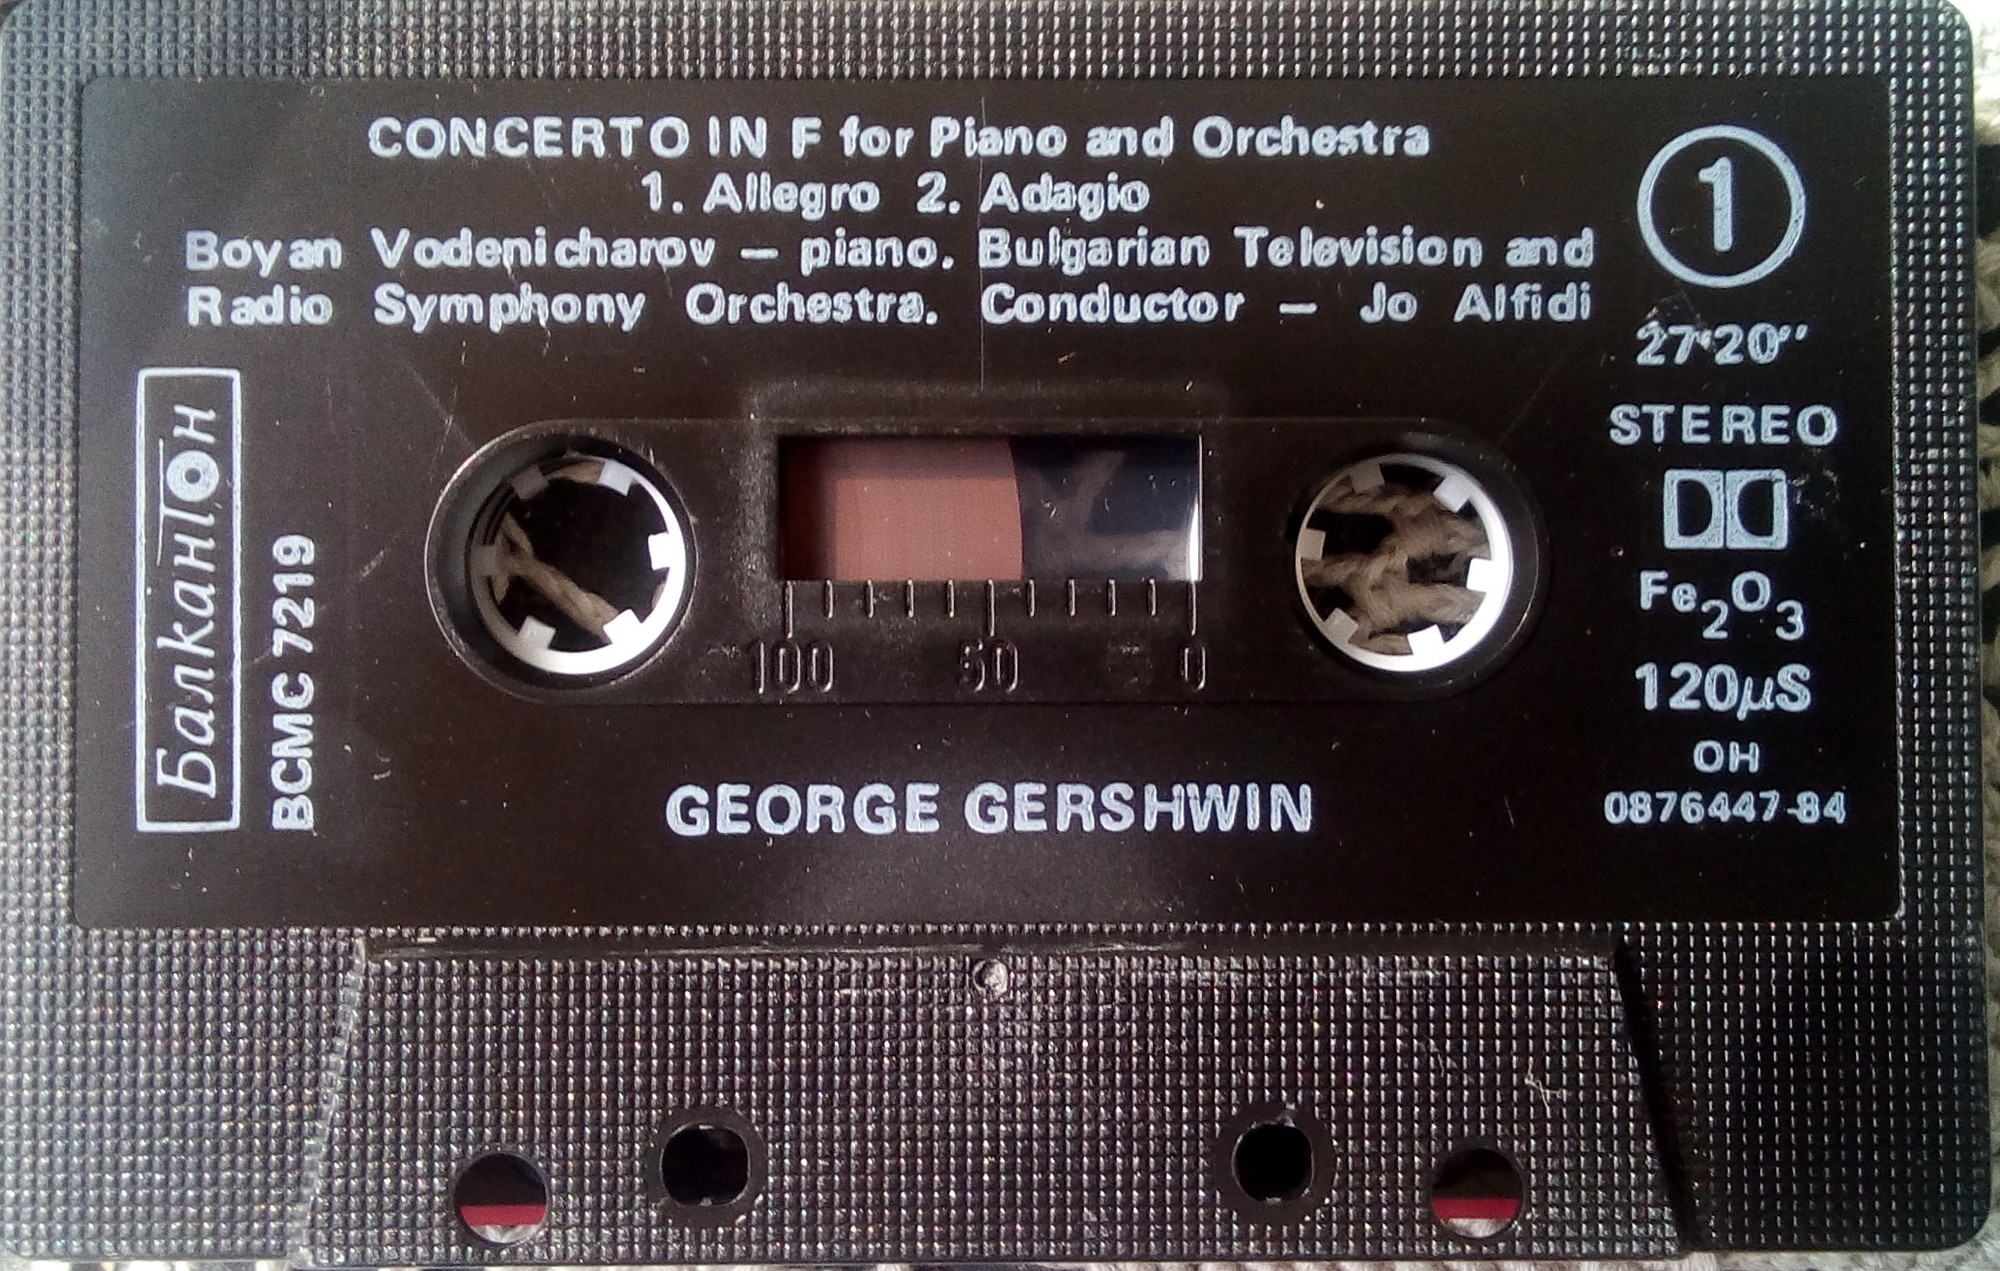 CONCERTO IN F for Piano and Orchestra
1. Allegro 2. Adagio
Boyan Vodenicharov — piano. Bulgarian Television and
Radio Symphony Orchestra. Conductor — Jo Alfidi
1
27'20''
STEREO
Fe2O3
120µS
OH
0876447-84
Балкантон
BCMC 7219
100 50 0
GEORGE GERSHWIN